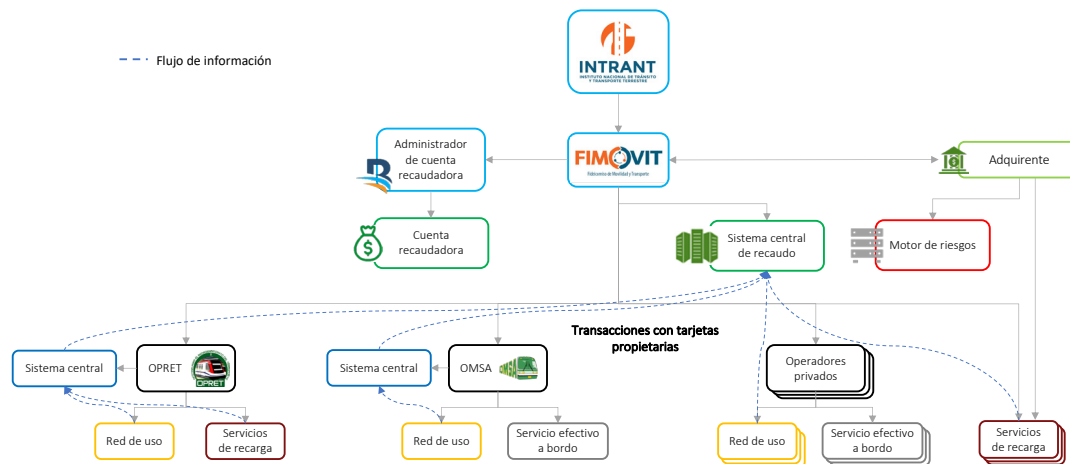 INTRANT
INSTITUTO NACIONAL DE TRÁNSITO
Y TRANSPORTE TERRESTRE
Flujo de información
Administrador
de cuenta
recaudadora
FIMOVIT
Fideicomiso de Movilidad y Transporte
Adquirente
Cuenta
recaudadora
Sistema central
de recaudo
Motor de riesgos
Transacciones con tarjetas
propietarias
Sistema central
OPRET
OPRET
Sistema central
OMSA
OMSA
Operadores
privados
Red de uso
Servicios
de recarga
Red de uso
Servicio efectivo
a bordo
Red de uso
Servicio efectivo
a bordo
Servicios
de recarga